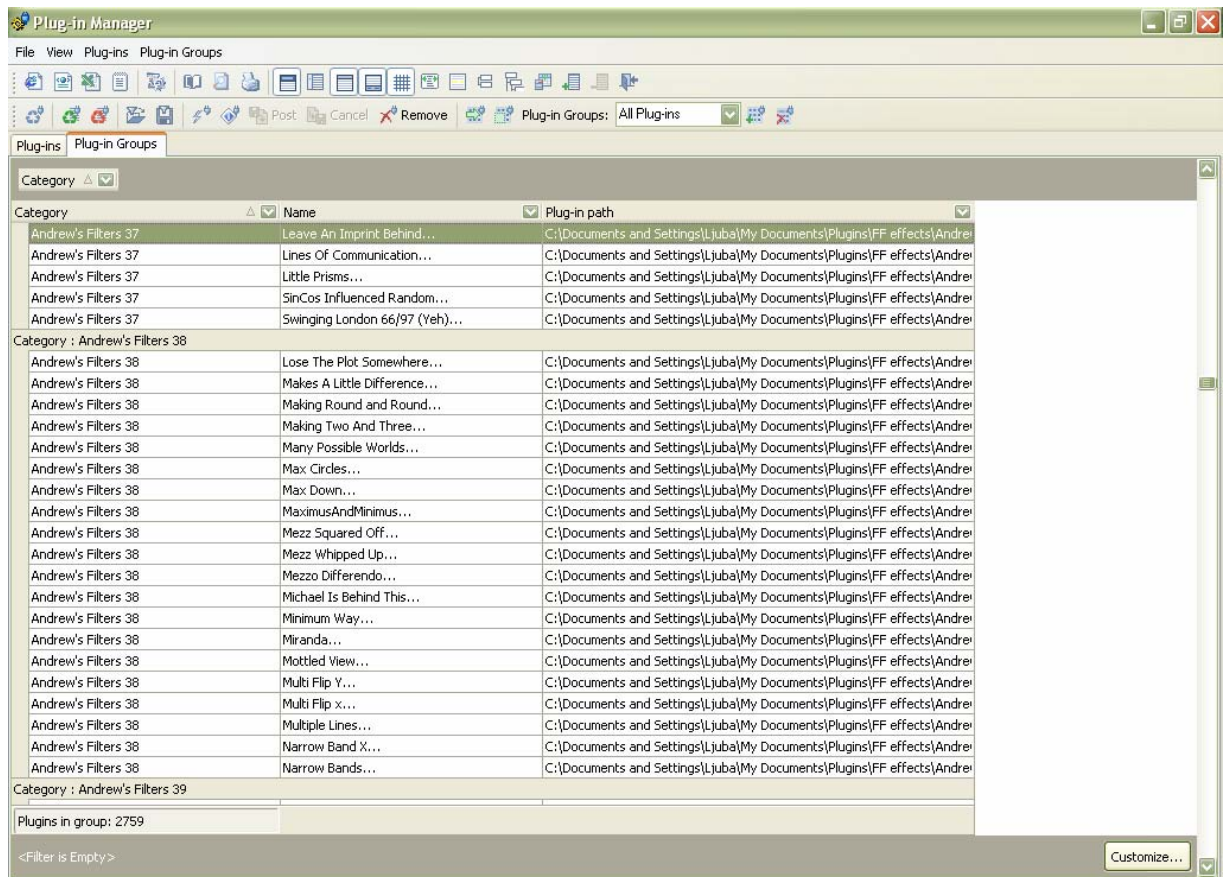 Plug-in Manager
File View Plug-ins Plug-in Groups
Post Cancel Remove Plug-in Groups: All Plug-ins
Plug-ins Plug-in Groups
Category
Category Name Plug-in path
Andrew's Filters 37 Leave An Imprint Behind... C:\Documents and Settings\Ljuba\My Documents\Plugins\FF effects\Andre
Andrew's Filters 37 Lines Of Communication... C:\Documents and Settings\Ljuba\My Documents\Plugins\FF effects\Andre
Andrew's Filters 37 Little Prisms... C:\Documents and Settings\Ljuba\My Documents\Plugins\FF effects\Andre
Andrew's Filters 37 SinCos Influenced Random... C:\Documents and Settings\Ljuba\My Documents\Plugins\FF effects\Andre
Andrew's Filters 37 Swinging London 66/97 (Yeh)... C:\Documents and Settings\Ljuba\My Documents\Plugins\FF effects\Andre
Category : Andrew's Filters 38
Andrew's Filters 38 Lose The Plot Somewhere... C:\Documents and Settings\Ljuba\My Documents\Plugins\FF effects\Andre
Andrew's Filters 38 Makes A Little Difference... C:\Documents and Settings\Ljuba\My Documents\Plugins\FF effects\Andre
Andrew's Filters 38 Making Round and Round... C:\Documents and Settings\Ljuba\My Documents\Plugins\FF effects\Andre
Andrew's Filters 38 Making Two And Three... C:\Documents and Settings\Ljuba\My Documents\Plugins\FF effects\Andre
Andrew's Filters 38 Many Possible Worlds... C:\Documents and Settings\Ljuba\My Documents\Plugins\FF effects\Andre
Andrew's Filters 38 Max Circles... C:\Documents and Settings\Ljuba\My Documents\Plugins\FF effects\Andre
Andrew's Filters 38 Max Down... C:\Documents and Settings\Ljuba\My Documents\Plugins\FF effects\Andre
Andrew's Filters 38 MaximusAndMinimus... C:\Documents and Settings\Ljuba\My Documents\Plugins\FF effects\Andre
Andrew's Filters 38 Mezz Squared Off... C:\Documents and Settings\Ljuba\My Documents\Plugins\FF effects\Andre
Andrew's Filters 38 Mezz Whipped Up... C:\Documents and Settings\Ljuba\My Documents\Plugins\FF effects\Andre
Andrew's Filters 38 Mezzo Differendo... C:\Documents and Settings\Ljuba\My Documents\Plugins\FF effects\Andre
Andrew's Filters 38 Michael Is Behind This... C:\Documents and Settings\Ljuba\My Documents\Plugins\FF effects\Andre
Andrew's Filters 38 Minimum Way... C:\Documents and Settings\Ljuba\My Documents\Plugins\FF effects\Andre
Andrew's Filters 38 Miranda... C:\Documents and Settings\Ljuba\My Documents\Plugins\FF effects\Andre
Andrew's Filters 38 Mottled View... C:\Documents and Settings\Ljuba\My Documents\Plugins\FF effects\Andre
Andrew's Filters 38 Multi Flip Y... C:\Documents and Settings\Ljuba\My Documents\Plugins\FF effects\Andre
Andrew's Filters 38 Multi Flip x... C:\Documents and Settings\Ljuba\My Documents\Plugins\FF effects\Andre
Andrew's Filters 38 Multiple Lines... C:\Documents and Settings\Ljuba\My Documents\Plugins\FF effects\Andre
Andrew's Filters 38 Narrow Band X... C:\Documents and Settings\Ljuba\My Documents\Plugins\FF effects\Andre
Andrew's Filters 38 Narrow Bands... C:\Documents and Settings\Ljuba\My Documents\Plugins\FF effects\Andre
Category : Andrew's Filters 39
Plugins in group: 2759
<Filter is Empty> Customize...